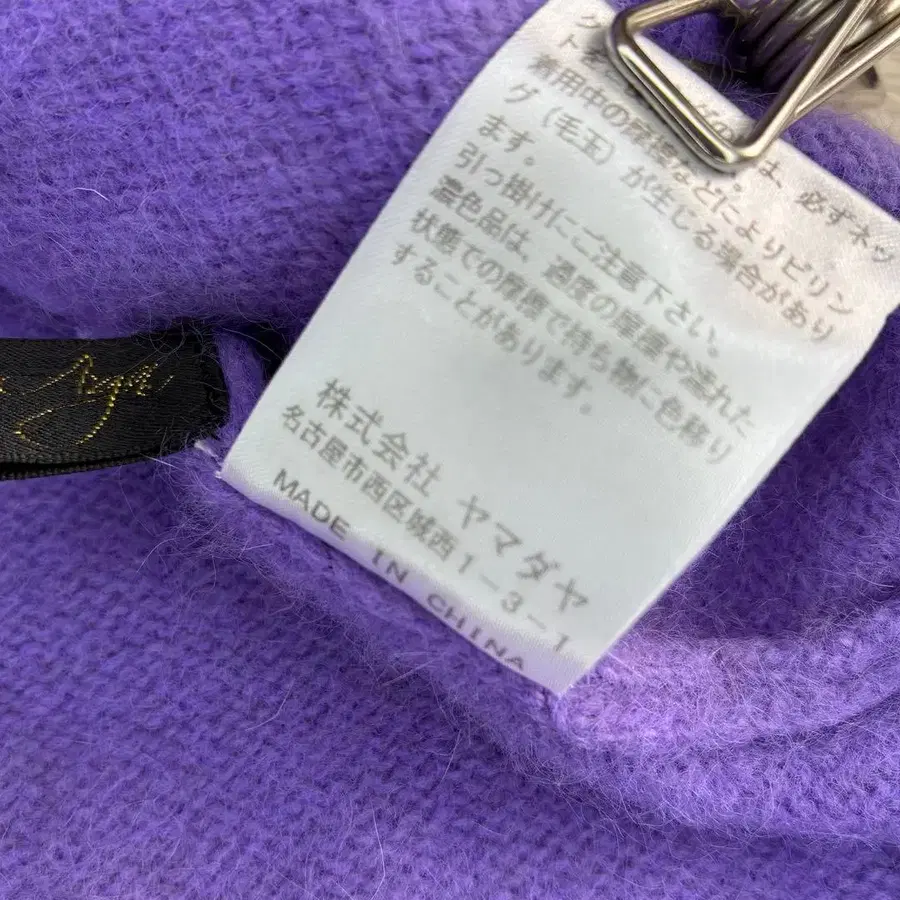 必ずネッ
着用中の摩擦などによりピリン
グ(毛玉)が生じる場合があり
ます。
引っ掛けにご注意下さい。
濃色品は、過度の摩擦や濡れた
状態での摩擦で持ち物に色移り
することがあります。
株式会社 ヤマダヤ
名古屋市西区城西1-3-1
MADE IN CHINA